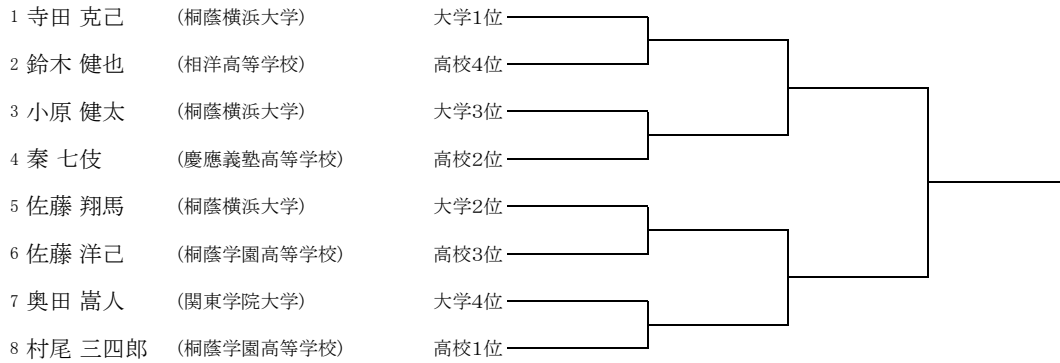 1 寺田 克己 (桐蔭横浜大学) 大学1位
2 鈴木 健也 (相洋高等学校) 高校4位
3 小原 健太 (桐蔭横浜大学) 大学3位
4 秦 七伎 (慶應義塾高等学校) 高校2位
5 佐藤 翔馬 (桐蔭横浜大学) 大学2位
6 佐藤 洋己 (桐蔭学園高等学校) 高校3位
7 奥田 嵩人 (関東学院大学) 大学4位
8 村尾 三四郎 (桐蔭学園高等学校) 高校1位